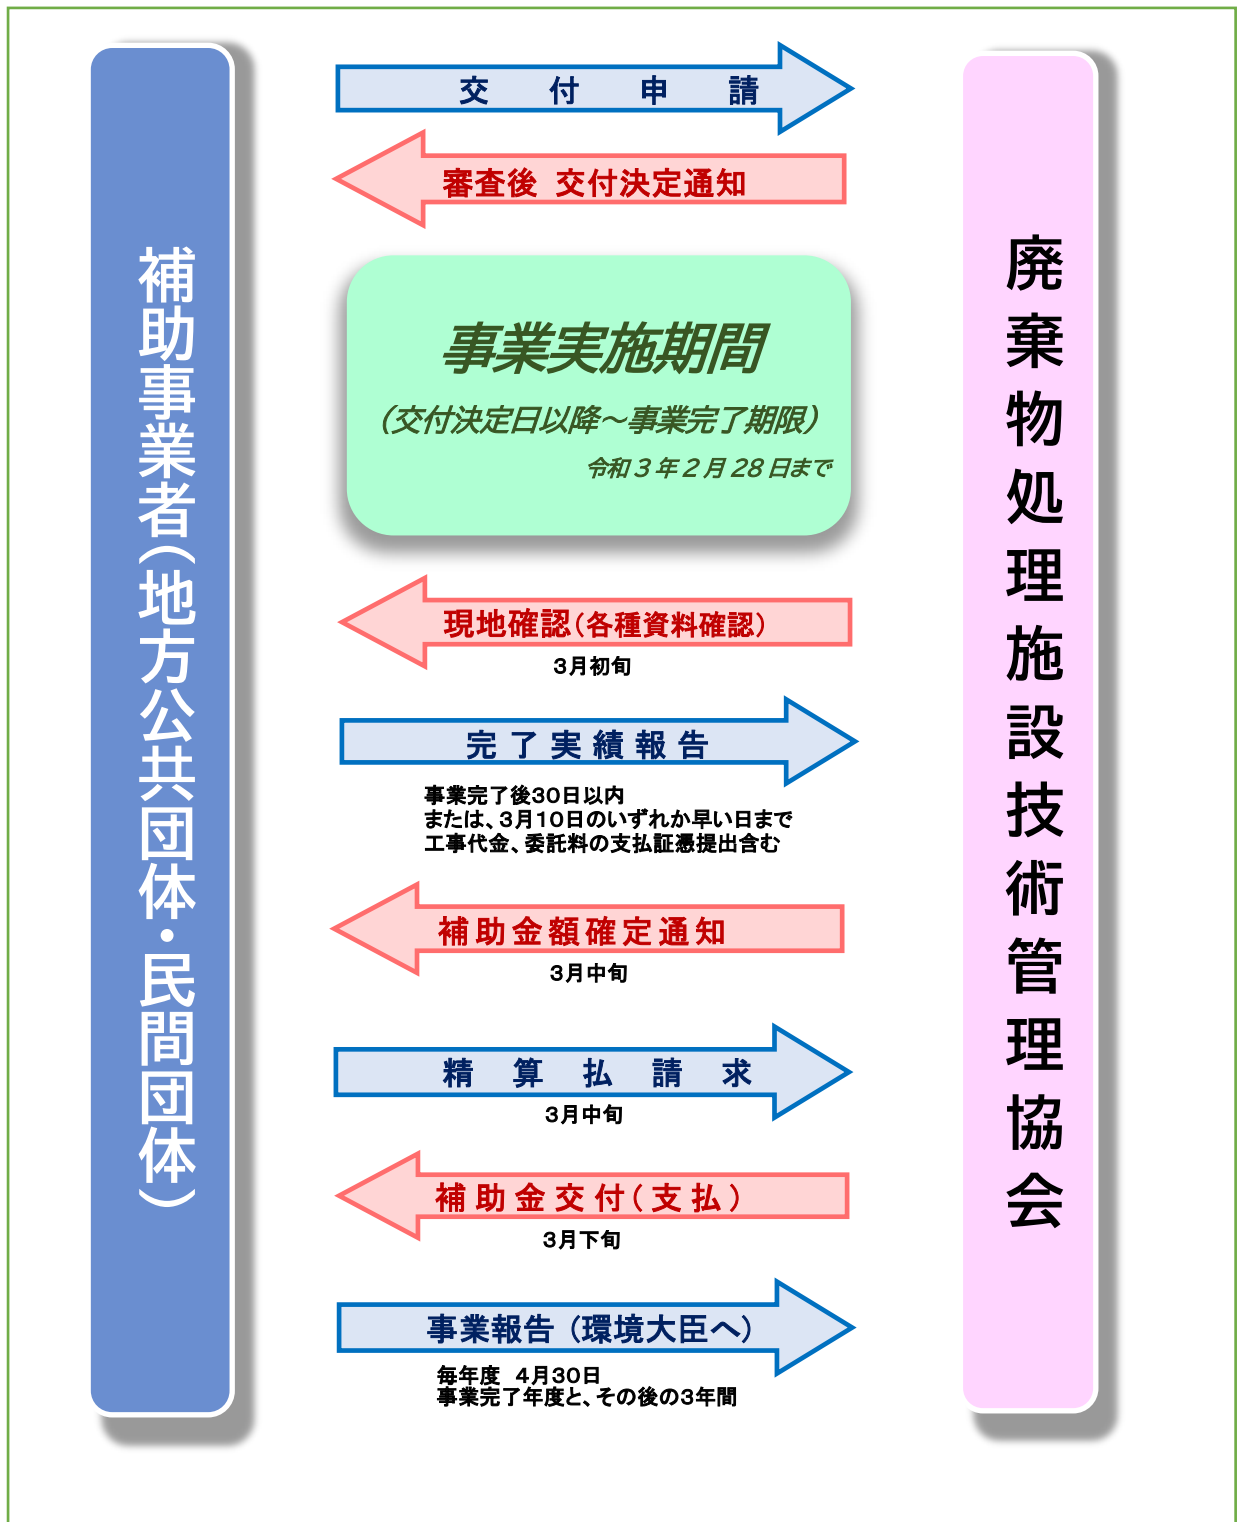 補助事業者（地方公共団体・民間団体）
交　付　申　請
審査後 交付決定通知
事業実施期間
（交付決定日以降～事業完了期限）
令和３年２月28日まで
現地確認（各種資料確認）
３月初旬
完了実績報告
事業完了後30日以内
または、３月10日のいずれか早い日まで
工事代金、委託料の支払証憑提出含む
補助金額確定通知
３月中旬
精　算　払　請　求
３月中旬
補助金交付（支払）
３月下旬
事業報告（環境大臣へ）
毎年度　４月30日
事業完了年度と、その後の３年間
廃棄物処理施設技術管理協会